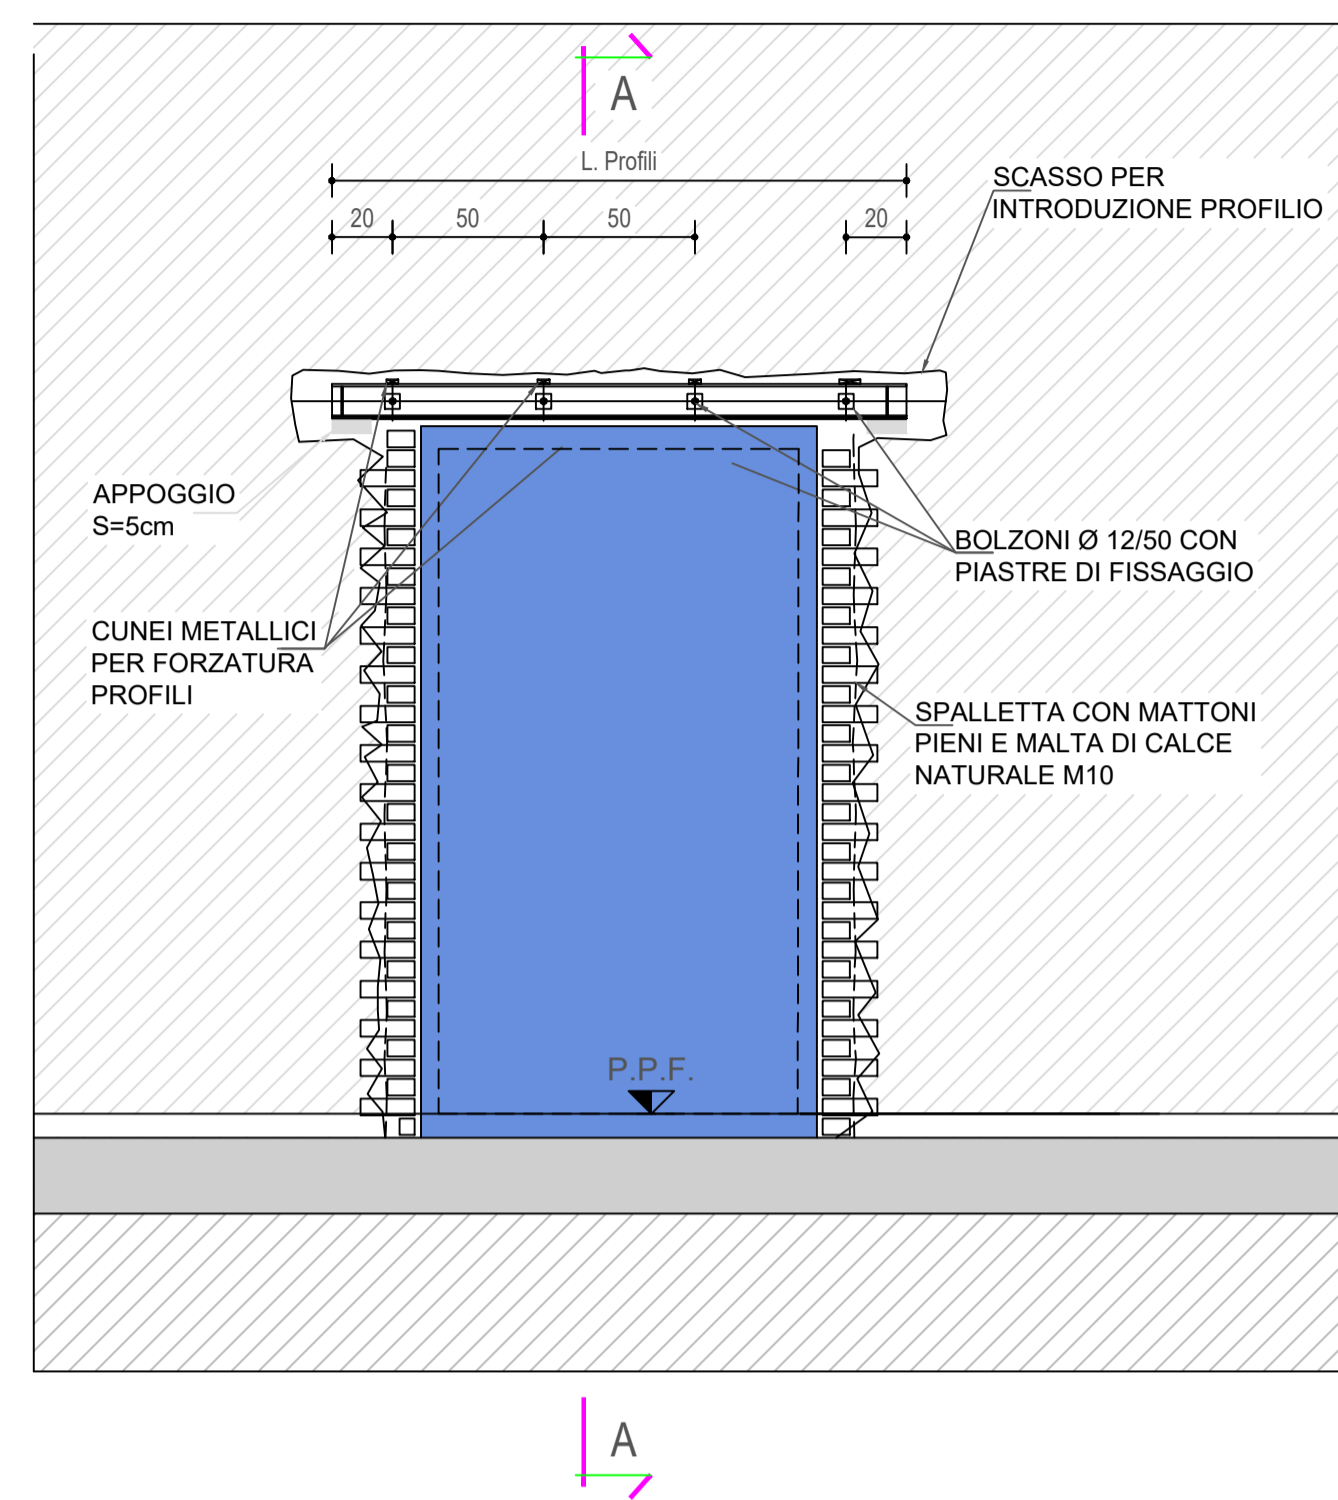 A
L. Profili
20
50
50
20
SCASSO PER
INTRODUZIONE PROFILIO
APPOGGIO
S=5cm
BOLZONI Ø 12/50 CON
PIASTRE DI FISSAGGIO
CUNEI METALLICI
PER FORZATURA
PROFILI
SPALLETTA CON MATTONI
PIENI E MALTA DI CALCE
NATURALE M10
P.P.F.
A